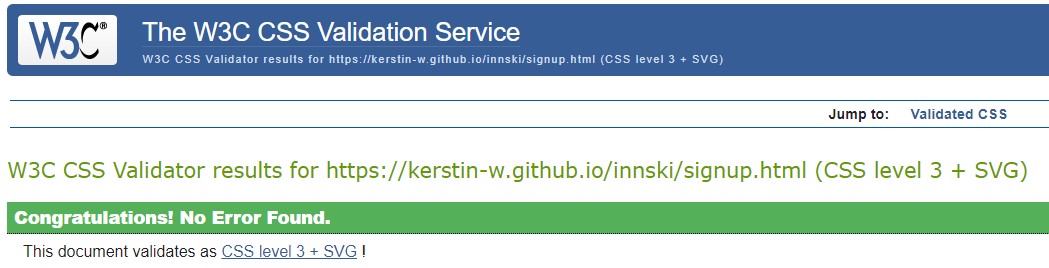 W3C®
The W3C CSS Validation Service
W3C CSS Validator results for https://kerstin-w.github.io/innski/signup.html (CSS level 3 + SVG)
Jump to: Validated CSS
W3C CSS Validator results for https://kerstin-w.github.io/innski/signup.html (CSS level 3 + SVG)
Congratulations! No Error Found.
This document validates as CSS level 3 + SVG !